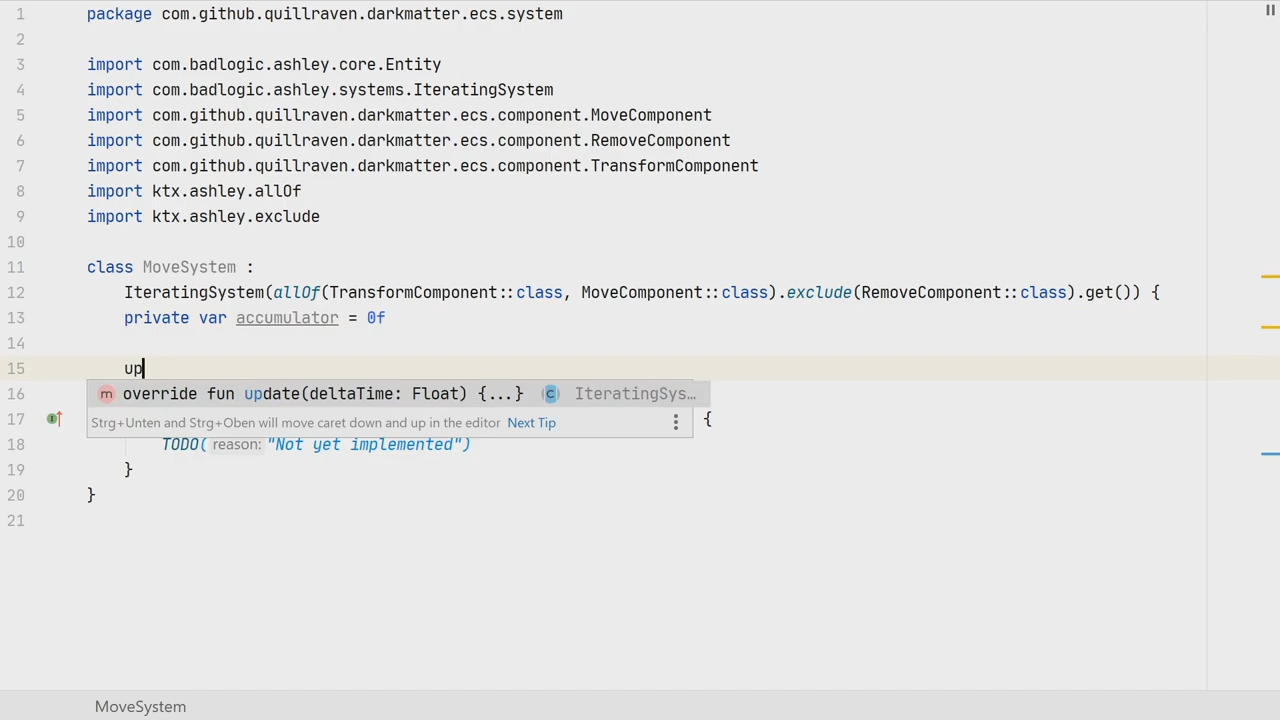 1 package com.github.quillraven.darkmatter.ecs.system
2
3 import com.badlogic.ashley.core.Entity
4 import com.badlogic.ashley.systems.IteratingSystem
5 import com.github.quillraven.darkmatter.ecs.component.MoveComponent
6 import com.github.quillraven.darkmatter.ecs.component.RemoveComponent
7 import com.github.quillraven.darkmatter.ecs.component.TransformComponent
8 import ktx.ashley.allOf
9 import ktx.ashley.exclude
10
11 class MoveSystem :
12 IteratingSystem(allOf(TransformComponent::class, MoveComponent::class).exclude(RemoveComponent::class).get()) {
13 private var accumulator = 0f
14
15 up
16 m override fun update(deltaTime: Float) {...} C IteratingSys...
17 I {
Strg+Unten and Strg+Oben will move caret down and up in the editor Next Tip
18 TODO( reason: "Not yet implemented")
19 }
20 }
21
MoveSystem